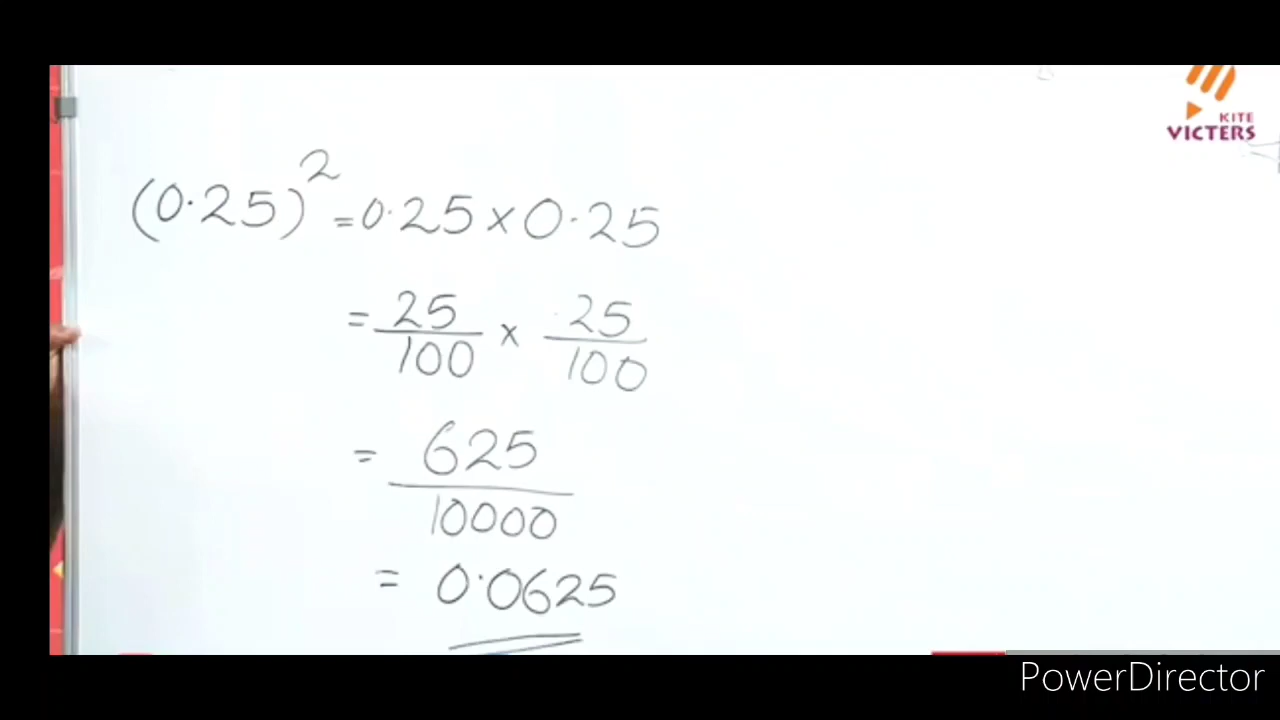 KITE
VICTERS
(0.25)² = 0.25 × 0.25
= 25/100 × 25/100
= 625/10000
= 0.0625
PowerDirector